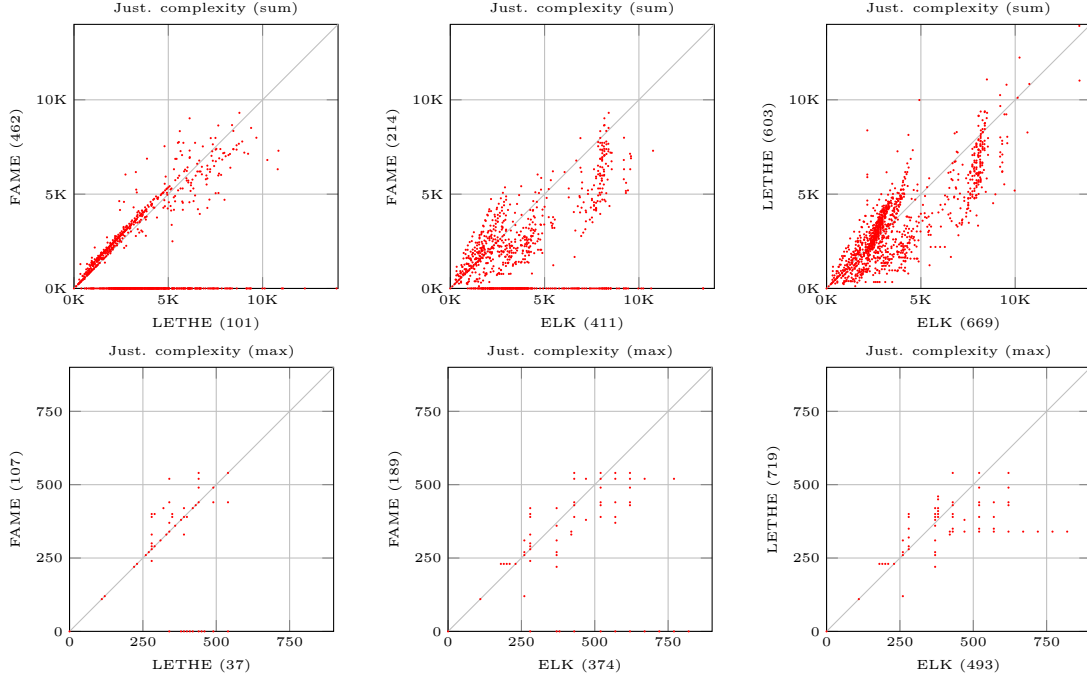 Just. complexity (sum)
FAME (462)
10K
5K
0K
0K
5K
10K
LETHE (101)
Just. complexity (sum)
FAME (214)
10K
5K
0K
0K
5K
10K
ELK (411)
Just. complexity (sum)
LETHE (603)
10K
5K
0K
0K
5K
10K
ELK (669)
Just. complexity (max)
FAME (107)
750
500
250
0
0
250
500
750
LETHE (37)
Just. complexity (max)
FAME (189)
750
500
250
0
0
250
500
750
ELK (374)
Just. complexity (max)
LETHE (719)
750
500
250
0
0
250
500
750
ELK (493)